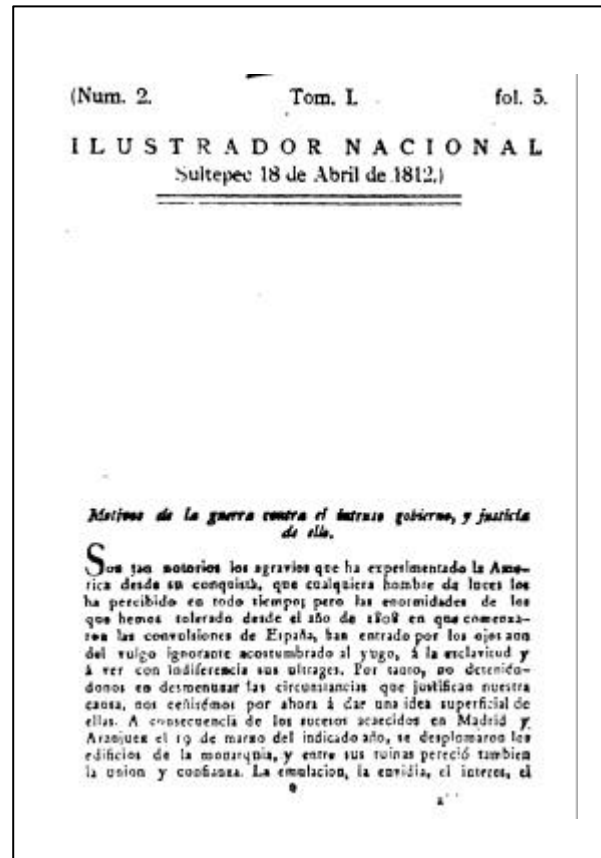 (Num. 2. Tom. I. fol. 5.
ILUSTRADOR NACIONAL
Sultepec 18 de Abril de 1812.)
Motivos de la guerra contra el intruso gobierno, y justicia
de ella.
Son tan notorios los agravios que ha experimentado la Ame-
rica desde su conquista, que cualquiera hombre de luces los
ha percibido en todo tiempo; pero las enormidades de los
que hemos tolerado desde el año de 1808 en que comenza-
ron las convulsiones de España, han entrado por los ojos aun
del vulgo ignorante acostumbrado al yugo, á la esclavitud y
á ver con indiferencia sus ultrages. Por tanto, no detenién-
donos en desmenusar las circunstancias que justifican nuestra
causa, nos ceñirémos por ahora á dar una idea superficial de
ellas. A consecuencia de los sucesos acaecidos en Madrid y
Aranjuez el 19 de marzo del indicado año, se desplomaron los
edificios de la monarquia, y entre sus ruinas pereció tambien
la union y confianza. La emulacion, la envidia, el interes, el